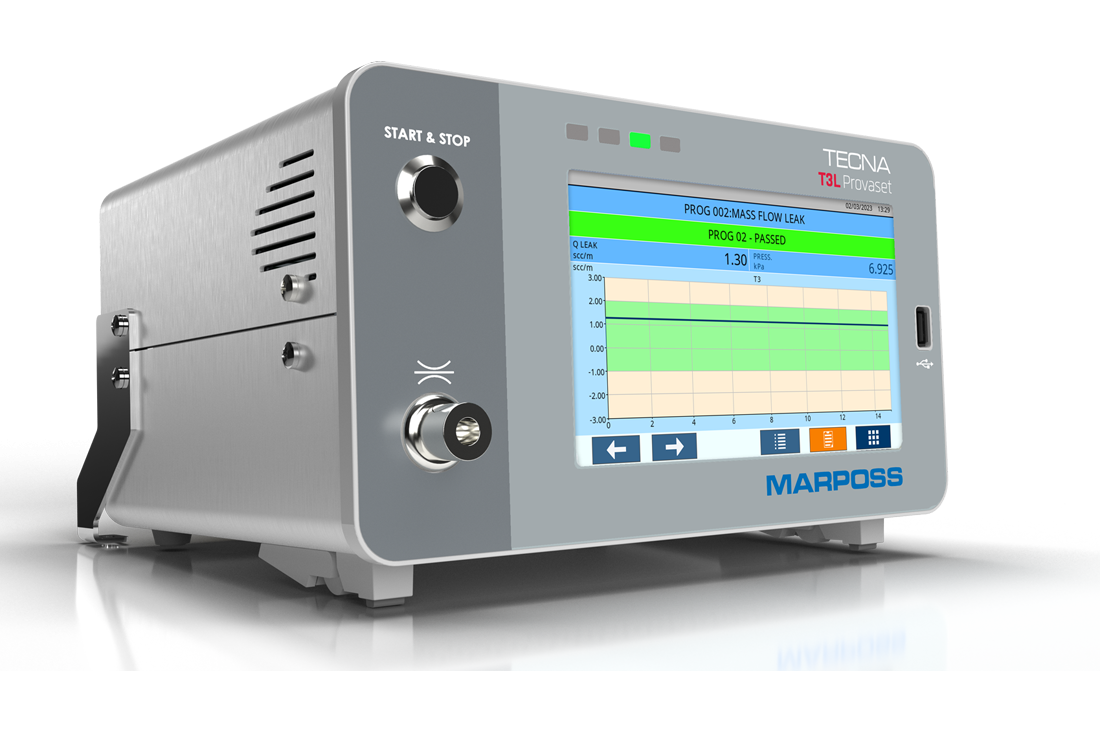 START & STOP
TECNA
T3L Provaset
02/03/2023 13:29
PROG 002:MASS FLOW LEAK
PROG 02 - PASSED
Q LEAK
scc/m
1.30
PRESS.
kPa
6.925
scc/m
T3
3.00
2.00
1.00
0.00
-1.00
-2.00
-3.00
0 2 4 6 8 10 12 14
MARPOSS